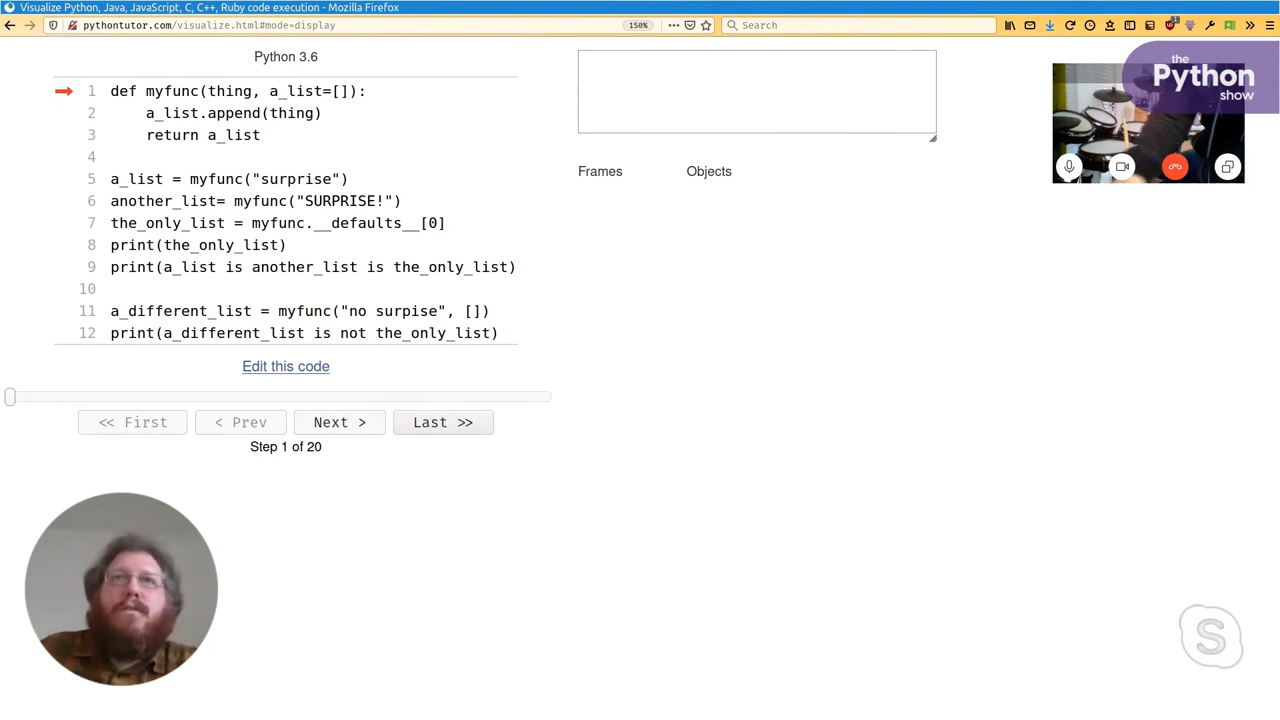 Visualize Python, Java, JavaScript, C, C++, Ruby code execution - Mozilla Firefox
pythontutor.com/visualize.html#mode=display
150%
Search
1
the
Python
show
Python 3.6
1 def myfunc(thing, a_list=[]):
2 a_list.append(thing)
3 return a_list
4
5 a_list = myfunc("surprise")
6 another_list= myfunc("SURPRISE!")
7 the_only_list = myfunc.__defaults__[0]
8 print(the_only_list)
9 print(a_list is another_list is the_only_list)
10
11 a_different_list = myfunc("no surpise", [])
12 print(a_different_list is not the_only_list)
Edit this code
<< First < Prev Next > Last >>
Step 1 of 20
Frames Objects
S